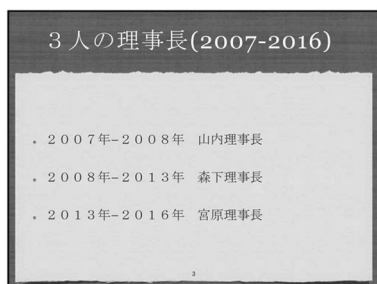 ３人の理事長(2007-2016)
２００７年−２００８年　山内理事長
２００８年−２０１３年　森下理事長
２０１３年−２０１６年　宮原理事長
3